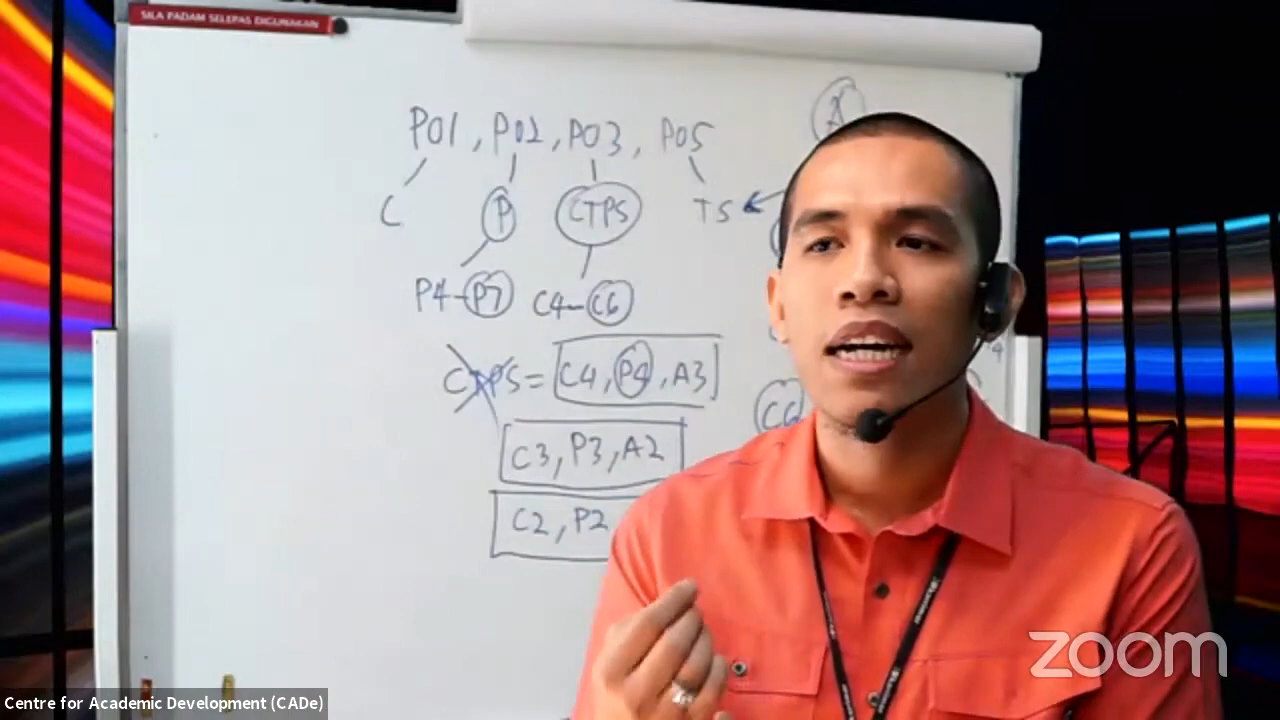 SILA PADAM SELEPAS DIGUNAKAN
PO1, PO2, PO3, PO5
A
C P CTPS TS
P4-P7 C4-C6
CTPS = C4, P4, A3
C6
C3, P3, A2
C2, P2
zoom
Centre for Academic Development (CADe)